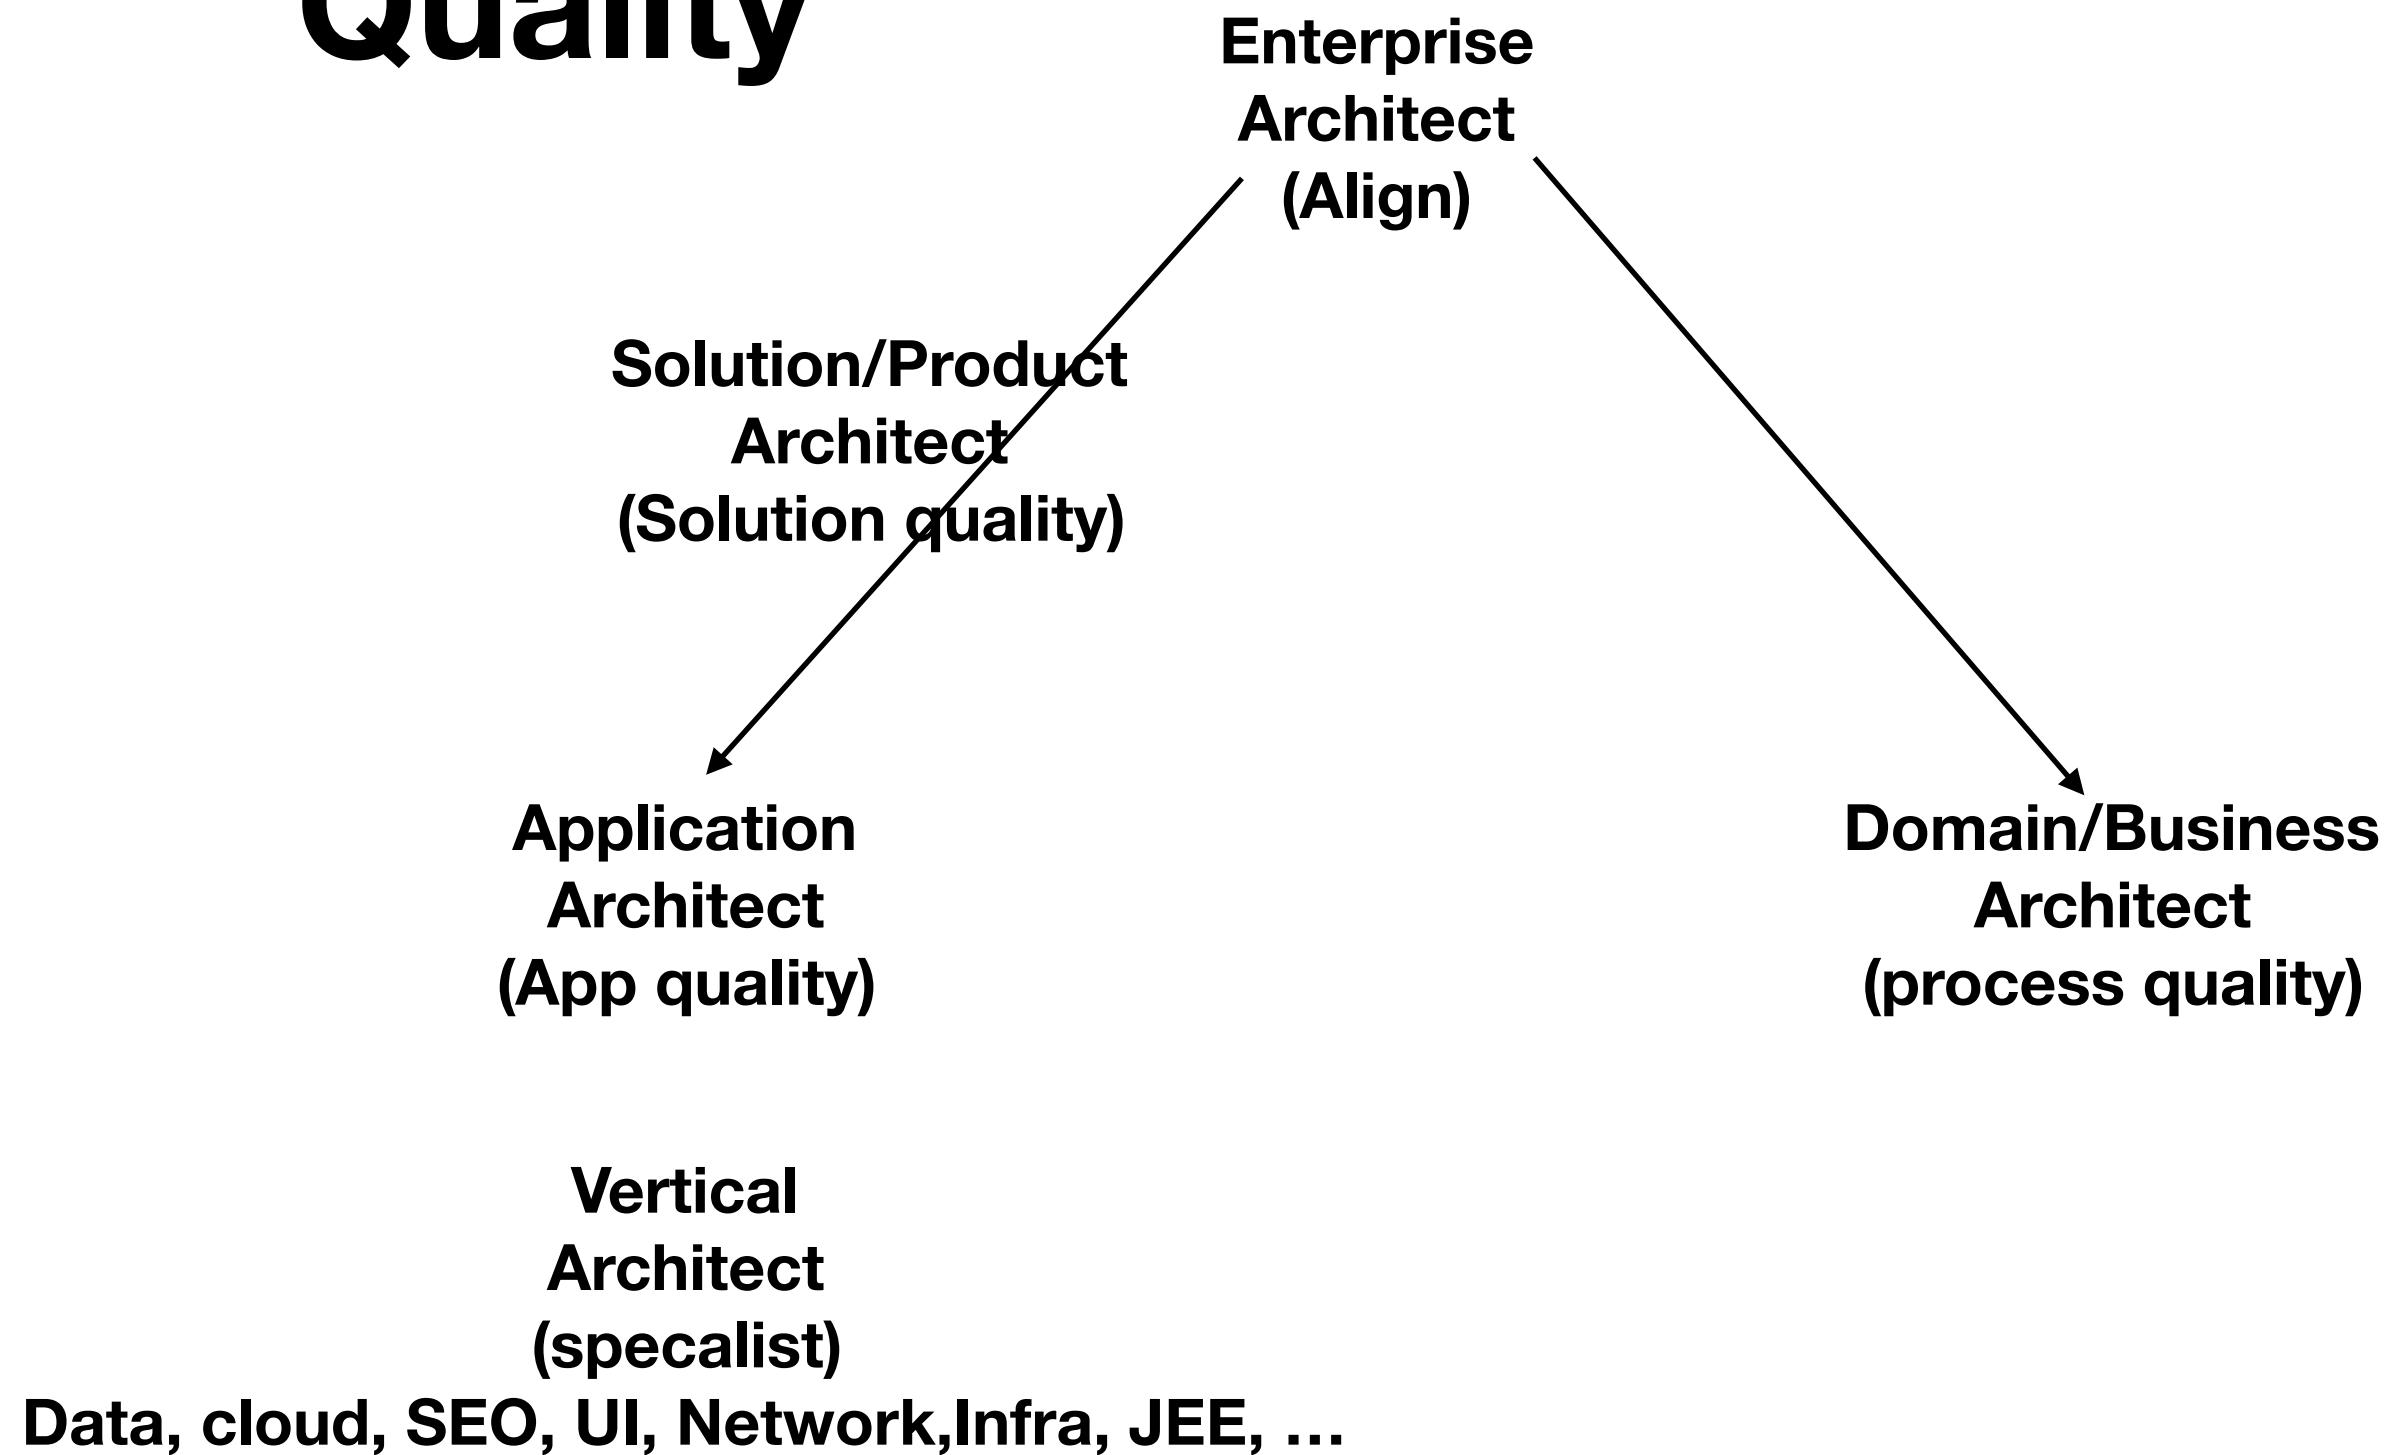 Quality
Enterprise
Architect
(Align)
Solution/Product
Architect
(Solution quality)
Application
Architect
(App quality)
Domain/Business
Architect
(process quality)
Vertical
Architect
(specalist)
Data, cloud, SEO, UI, Network,Infra, JEE, …